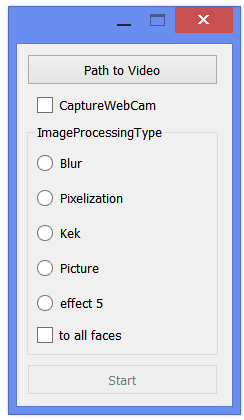 Path to Video
CaptureWebCam
ImageProcessingType
Blur
Pixelization
Kek
Picture
effect 5
to all faces
Start